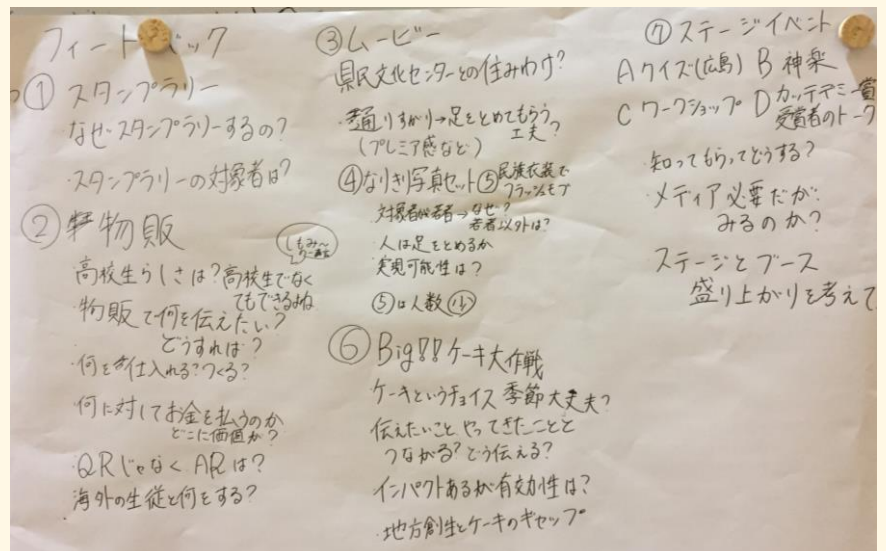 フィードバック
① スタンプラリー
なぜスタンプラリーするの?
スタンプラリーの対象者は?
② 物販
高校生らしさは? 高校生でなく
てもできるよね
・物販で何を伝えたい?
どうすれば?
・何を仕入れる?つくる?
・何に対してお金を払うのか
どこに価値が?
・QRじゃなくARは?
海外の生徒と何をする?
③ ムービー
県民文化センターとの住みわけ?
・通りすがり→足をとめてもらう
工夫?
(プレミア感など)
④ なりきり写真セット ⑤ 民族衣装で
フラッシュモブ
対象者が若者→なぜ?
若者以外は?
・人は足をとめるか
実現可能性は?
⑤は人数 少
⑥ Big!! ケーキ大作戦
ケーキというチョイス 季節大丈夫?
伝えたいこと やってきたことと
つながる? どう伝える?
インパクトあるが有効性は?
・地方創生とケーキのギャップ
⑦ ステージイベント
A クイズ(広島) B 神楽
C ワークショップ D カッテヤミー賞
受賞者のトーク
・知ってもらってどうする?
・メディア必要だが
みるのか?
ステージとブース
盛り上がりを考えて